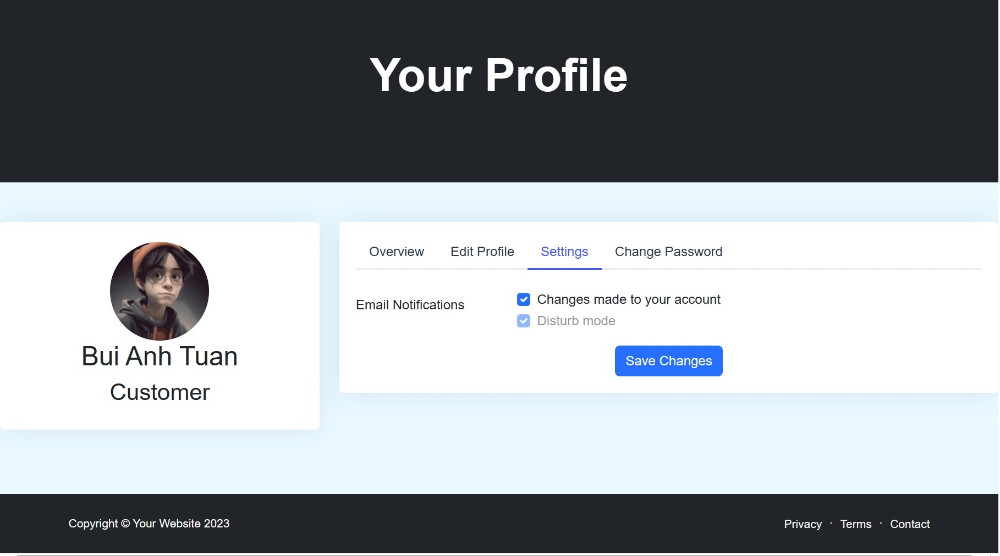 Your Profile
Bui Anh Tuan
Customer
Overview Edit Profile Settings Change Password
Email Notifications
Changes made to your account
Disturb mode
Save Changes
Copyright © Your Website 2023
Privacy · Terms · Contact